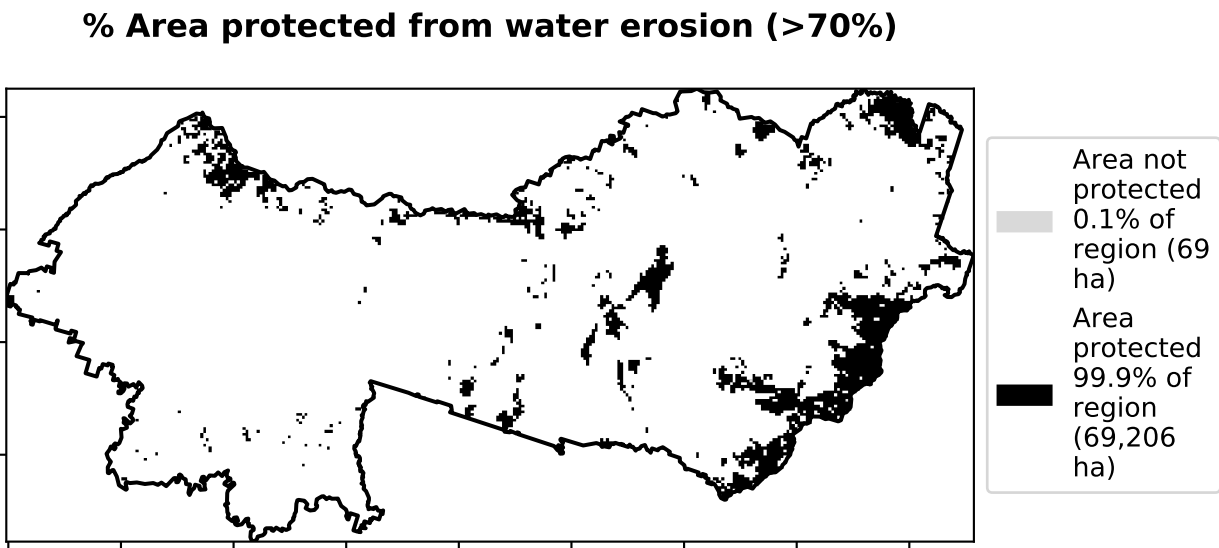 % Area protected from water erosion (>70%)
Area not
protected
0.1% of
region (69
ha)
Area
protected
99.9% of
region
(69,206
ha)